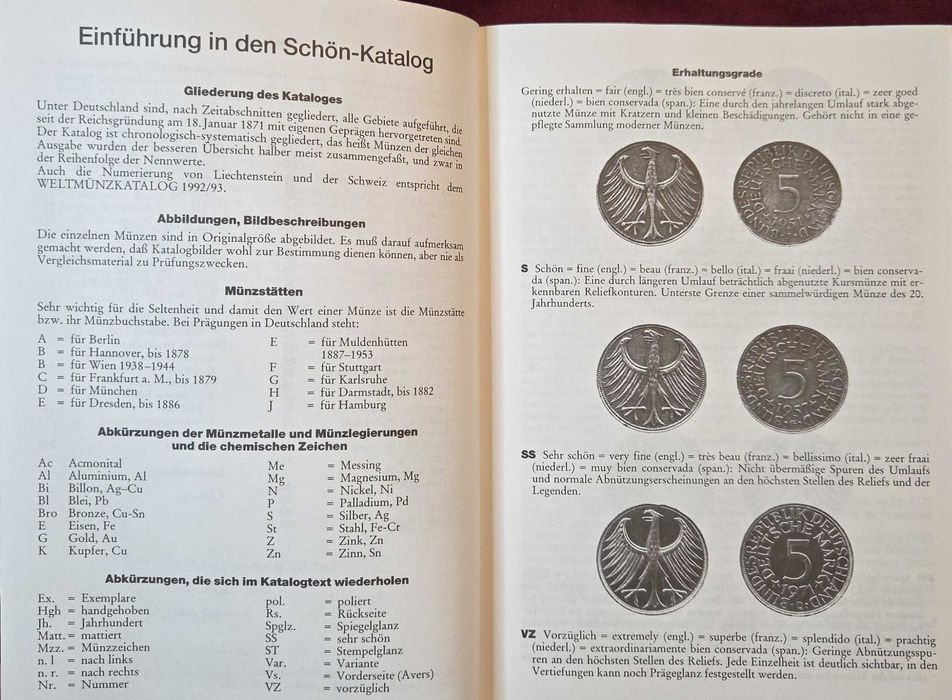 Einführung in den Schön-Katalog
Gliederung des Kataloges
Unter Deutschland sind, nach Zeitabschnitten gegliedert, alle Gebiete aufgeführt, die
seit der Reichsgründung am 18. Januar 1871 mit eigenen Geprägen hervorgetreten sind.
Der Katalog ist chronologisch-systematisch gegliedert, das heißt Münzen der gleichen
Ausgabe wurden der besseren Übersicht halber meist zusammengefaßt, und zwar in
der Reihenfolge der Nennwerte.
Auch die Numerierung von Liechtenstein und der Schweiz entspricht dem
WELTMÜNZKATALOG 1992/93.
Abbildungen, Bildbeschreibungen
Die einzelnen Münzen sind in Originalgröße abgebildet. Es muß darauf aufmerksam
gemacht werden, daß Katalogbilder wohl zur Bestimmung dienen können, aber nie als
Vergleichsmaterial zu Prüfungszwecken.
Münzstätten
Sehr wichtig für die Seltenheit und damit den Wert einer Münze ist die Münzstätte
bzw. ihr Münzbuchstabe. Bei Prägungen in Deutschland steht:
A = für Berlin
B = für Hannover, bis 1878
B = für Wien 1938–1944
C = für Frankfurt a. M., bis 1879
D = für München
E = für Dresden, bis 1886
E = für Muldenhütten
1887–1953
F = für Stuttgart
G = für Karlsruhe
H = für Darmstadt, bis 1882
J = für Hamburg
Abkürzungen der Münzmetalle und Münzlegierungen
und die chemischen Zeichen
Ac Acmonital
Al Aluminium, Al
Bi Billon, Ag–Cu
Bl Blei, Pb
Bro Bronze, Cu-Sn
E Eisen, Fe
G Gold, Au
K Kupfer, Cu
Me = Messing
Mg = Magnesium, Mg
N = Nickel, Ni
P = Palladium, Pd
S = Silber, Ag
St = Stahl, Fe-Cr
Z = Zink, Zn
Zn = Zinn, Sn
Abkürzungen, die sich im Katalogtext wiederholen
Ex. = Exemplare
Hgh = handgehoben
Jh. = Jahrhundert
Matt. = mattiert
Mzz. = Münzzeichen
n. l = nach links
n. r. = nach rechts
Nr. = Nummer
pol. = poliert
Rs. = Rückseite
Spglz. = Spiegelglanz
SS = sehr schön
ST = Stempelglanz
Var. = Variante
Vs. = Vorderseite (Avers)
VZ = vorzüglich
Erhaltungsgrade
Gering erhalten = fair (engl.) = très bien conservé (franz.) = discreto (ital.) = zeer goed
(niederl.) = bien conservada (span.): Eine durch den jahrelangen Umlauf stark abge-
nutzte Münze mit Kratzern und kleinen Beschädigungen. Gehört nicht in eine ge-
pflegte Sammlung moderner Münzen.
BUNDESREPUBLIK DEUTSCHLAND
5
DEUTSCHE MARK
1951
S Schön = fine (engl.) = beau (franz.) = bello (ital.) = fraai (niederl.) = bien conserva-
da (span.): Eine durch längeren Umlauf beträchtlich abgenutzte Kursmünze mit er-
kennbaren Reliefkonturen. Unterste Grenze einer sammelwürdigen Münze des 20.
Jahrhunderts.
BUNDESREPUBLIK DEUTSCHLAND
5
DEUTSCHE MARK
1951
SS Sehr schön = very fine (engl.) = très beau (franz.) = bellissimo (ital.) = zeer fraai
(niederl.) = muy bien conservada (span.): Nicht übermäßige Spuren des Umlaufs
und normale Abnützungserscheinungen an den höchsten Stellen des Reliefs und der
Legenden.
BUNDESREPUBLIK DEUTSCHLAND
5
DEUTSCHE MARK
1971
VZ Vorzüglich = extremely (engl.) = superbe (franz.) = splendido (ital.) = prachtig
(niederl.) = extraordinariamente bien conservada (span.): Geringe Abnützungsspu-
ren an den höchsten Stellen des Reliefs. Jede Einzelheit ist deutlich sichtbar, in den
Vertiefungen kann noch Prägeglanz festgestellt werden.